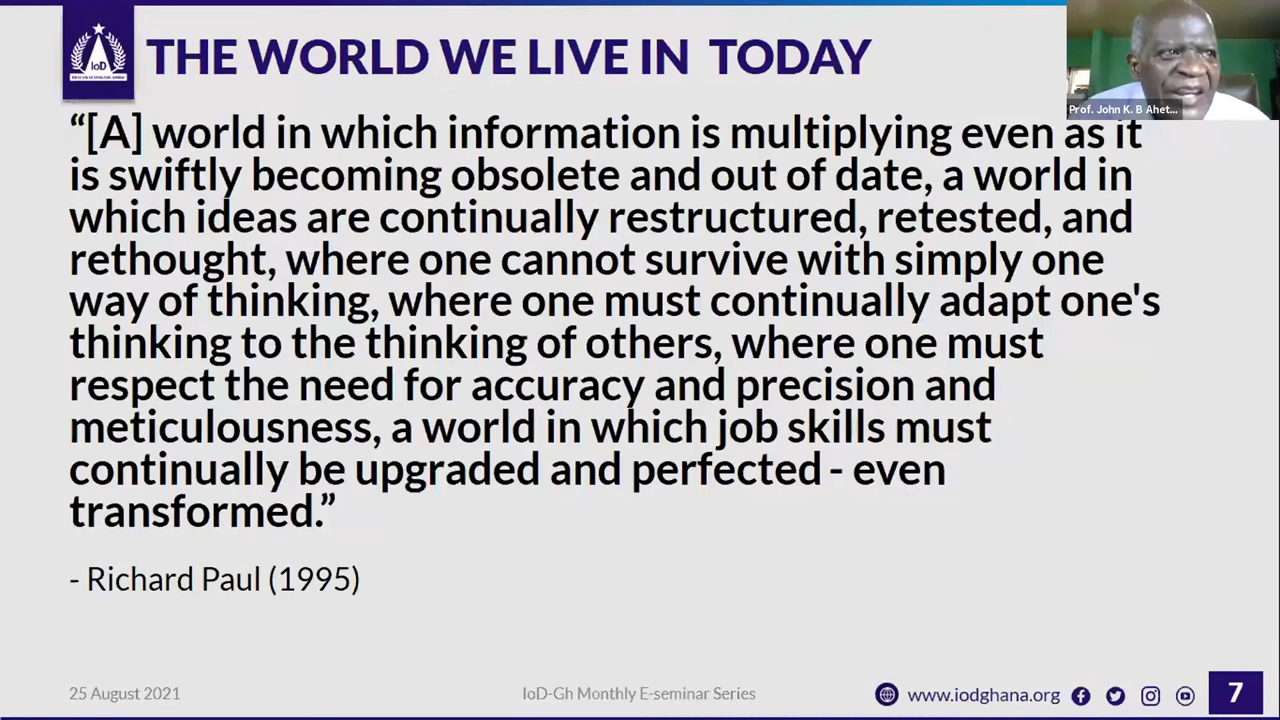 IoD
THE WORLD WE LIVE IN TODAY
Prof. John K. B Ahet...
“[A] world in which information is multiplying even as it
is swiftly becoming obsolete and out of date, a world in
which ideas are continually restructured, retested, and
rethought, where one cannot survive with simply one
way of thinking, where one must continually adapt one's
thinking to the thinking of others, where one must
respect the need for accuracy and precision and
meticulousness, a world in which job skills must
continually be upgraded and perfected - even
transformed.”
- Richard Paul (1995)
25 August 2021
IoD-Gh Monthly E-seminar Series
www.iodghana.org
7